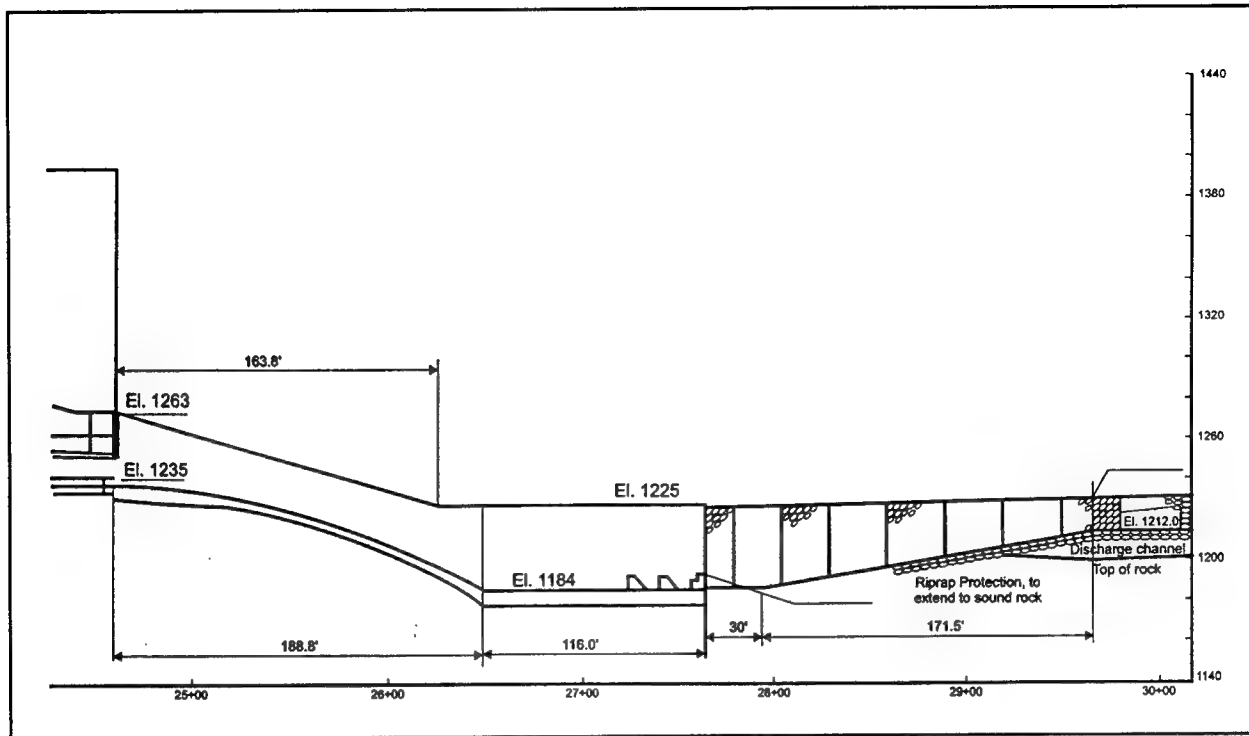 1440
1380
1320
163.8'
El. 1263
1260
El. 1235
El. 1225
El. 1212.0
Discharge channel
1200
Top of rock
El. 1184
Riprap Protection, to
extend to sound rock
30'
171.5'
188.8'
116.0'
1140
25+00
26+00
27+00
28+00
29+00
30+00